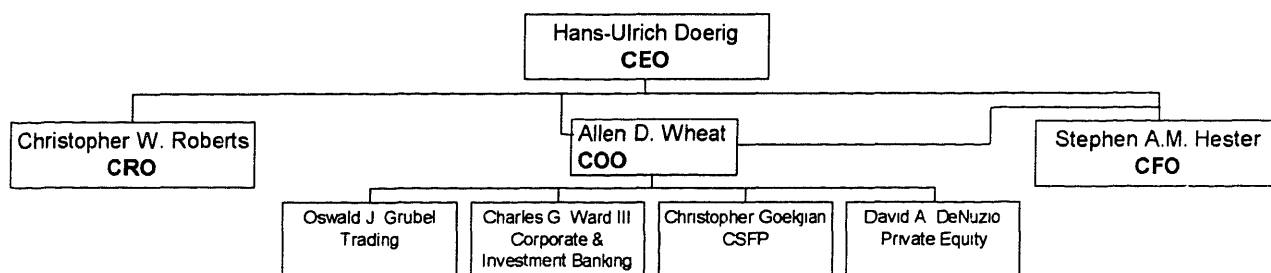 Hans-Ulrich Doerig
CEO
Christopher W. Roberts
CRO
Allen D. Wheat
COO
Stephen A.M. Hester
CFO
Oswald J Grubel
Trading
Charles G Ward III
Corporate &
Investment Banking
Christopher Goekjian
CSFP
David A DeNuzio
Private Equity